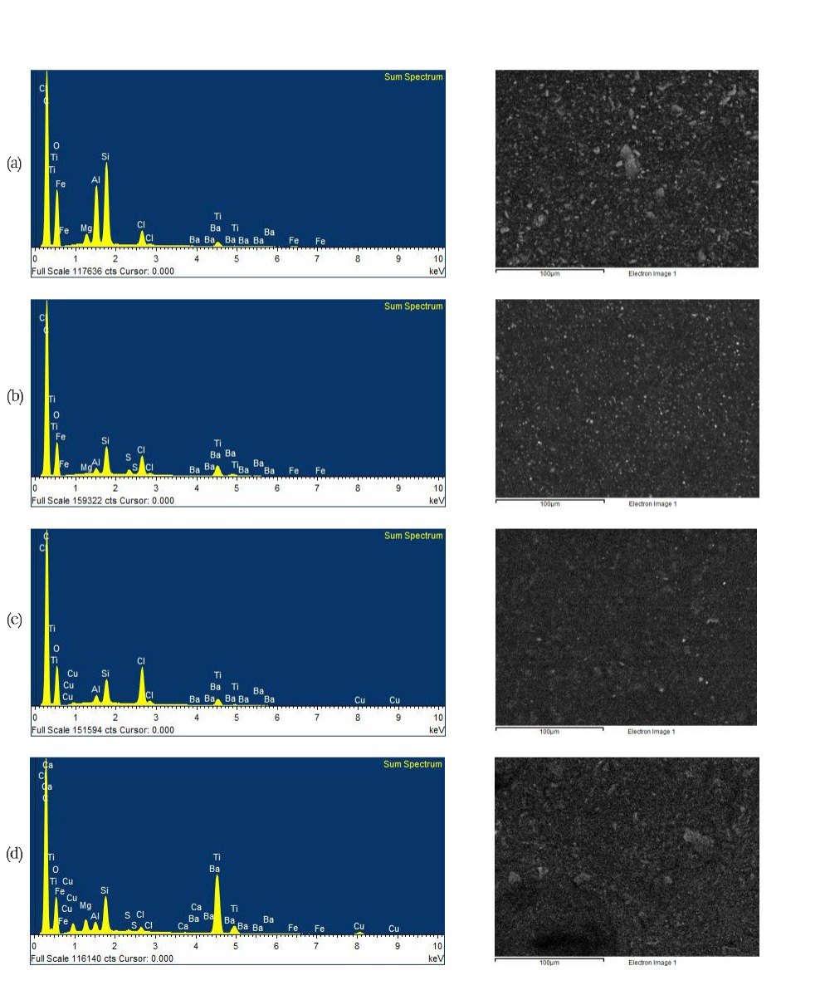 (a)
Sum Spectrum
C
C
O
Ti
Ti
Fe
Fe
Mg
Al
Si
Cl
Cl
Ba
Ba
Ti
Ba
Ti
Ba
Ba
Ba
Ba
Fe
Fe
0 1 2 3 4 5 6 7 8 9 10
Full Scale 117636 cts Cursor: 0.000
keV
100µm
Electron Image 1
(b)
Sum Spectrum
C
C
Ti
O
Ti
Fe
Fe
Mg
Al
Si
S
S
Cl
Cl
Ba
Ba
Ti
Ba
Ba
Ti
Ba
Ba
Ba
Fe
Fe
0 1 2 3 4 5 6 7 8 9 10
Full Scale 159322 cts Cursor: 0.000
keV
100µm
Electron Image 1
(c)
Sum Spectrum
C
C
Ti
O
Ti
Cu
Cu
Cu
Al
Si
Cl
Cl
Ba
Ba
Ti
Ba
Ti
Ba
Ba
Ba
Ba
Cu
Cu
0 1 2 3 4 5 6 7 8 9 10
Full Scale 151594 cts Cursor: 0.000
keV
100µm
Electron Image 1
(d)
Sum Spectrum
Ca
C
Ca
C
Ti
O
Ti
Fe
Cu
Cu
Cu
Fe
Mg
Al
Si
S
S
Cl
Cl
Ca
Ca
Ba
Ba
Ti
Ba
Ti
Ba
Ba
Ba
Ba
Fe
Fe
Cu
Cu
0 1 2 3 4 5 6 7 8 9 10
Full Scale 116140 cts Cursor: 0.000
keV
100µm
Electron Image 1